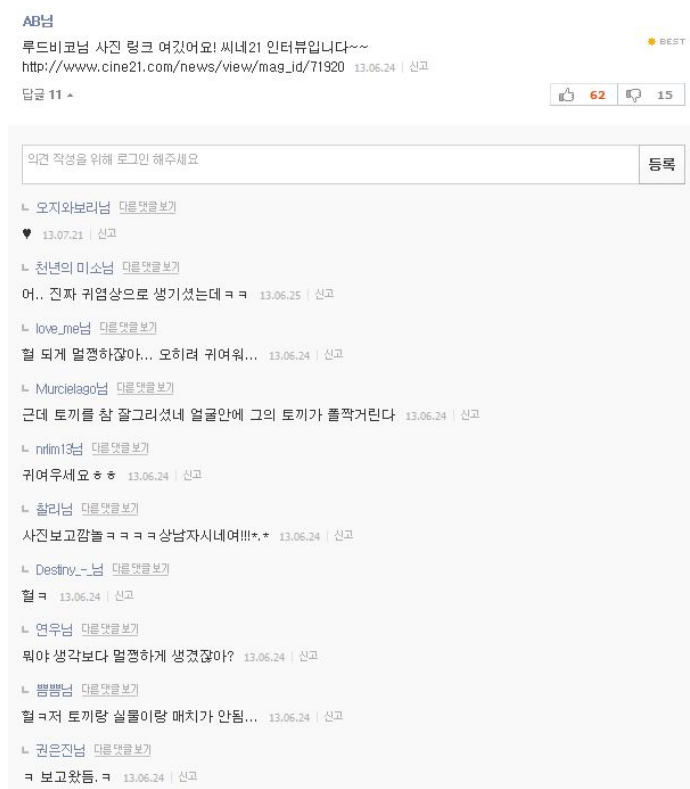 AB님
루드비코님 사진 링크 여깄어요! 씨네21 인터뷰입니다~~
BEST
http://www.cine21.com/news/view/mag_id/71920 13.06.24 | 신고
답글 11
62 15
의견 작성을 위해 로그인 해주세요
등록
오지와보리님 다른댓글보기
♥ 13.07.21 | 신고
천년의 미소님 다른댓글보기
어.. 진짜 귀염상으로 생기셨는데ㅋㅋ 13.06.25 | 신고
love_me님 다른댓글보기
헐 되게 멀쩡하잖아... 오히려 귀여워... 13.06.24 | 신고
Murcielago님 다른댓글보기
근데 토끼를 참 잘그리셨네 얼굴안에 그의 토끼가 폴짝거린다 13.06.24 | 신고
nrlim13님 다른댓글보기
귀여우세요ㅎㅎ 13.06.24 | 신고
찰리님 다른댓글보기
사진보고깜놀ㅋㅋㅋㅋ상남자시네여!!!*.* 13.06.24 | 신고
Destiny_-_님 다른댓글보기
헐ㅋ 13.06.24 | 신고
연우님 다른댓글보기
뭐야 생각보다 멀쩡하게 생겼잖아? 13.06.24 | 신고
쁨쁨님 다른댓글보기
헐ㅋ저 토끼랑 실물이랑 매치가 안됨... 13.06.24 | 신고
권은진님 다른댓글보기
ㅋ 보고왔듬.ㅋ 13.06.24 | 신고